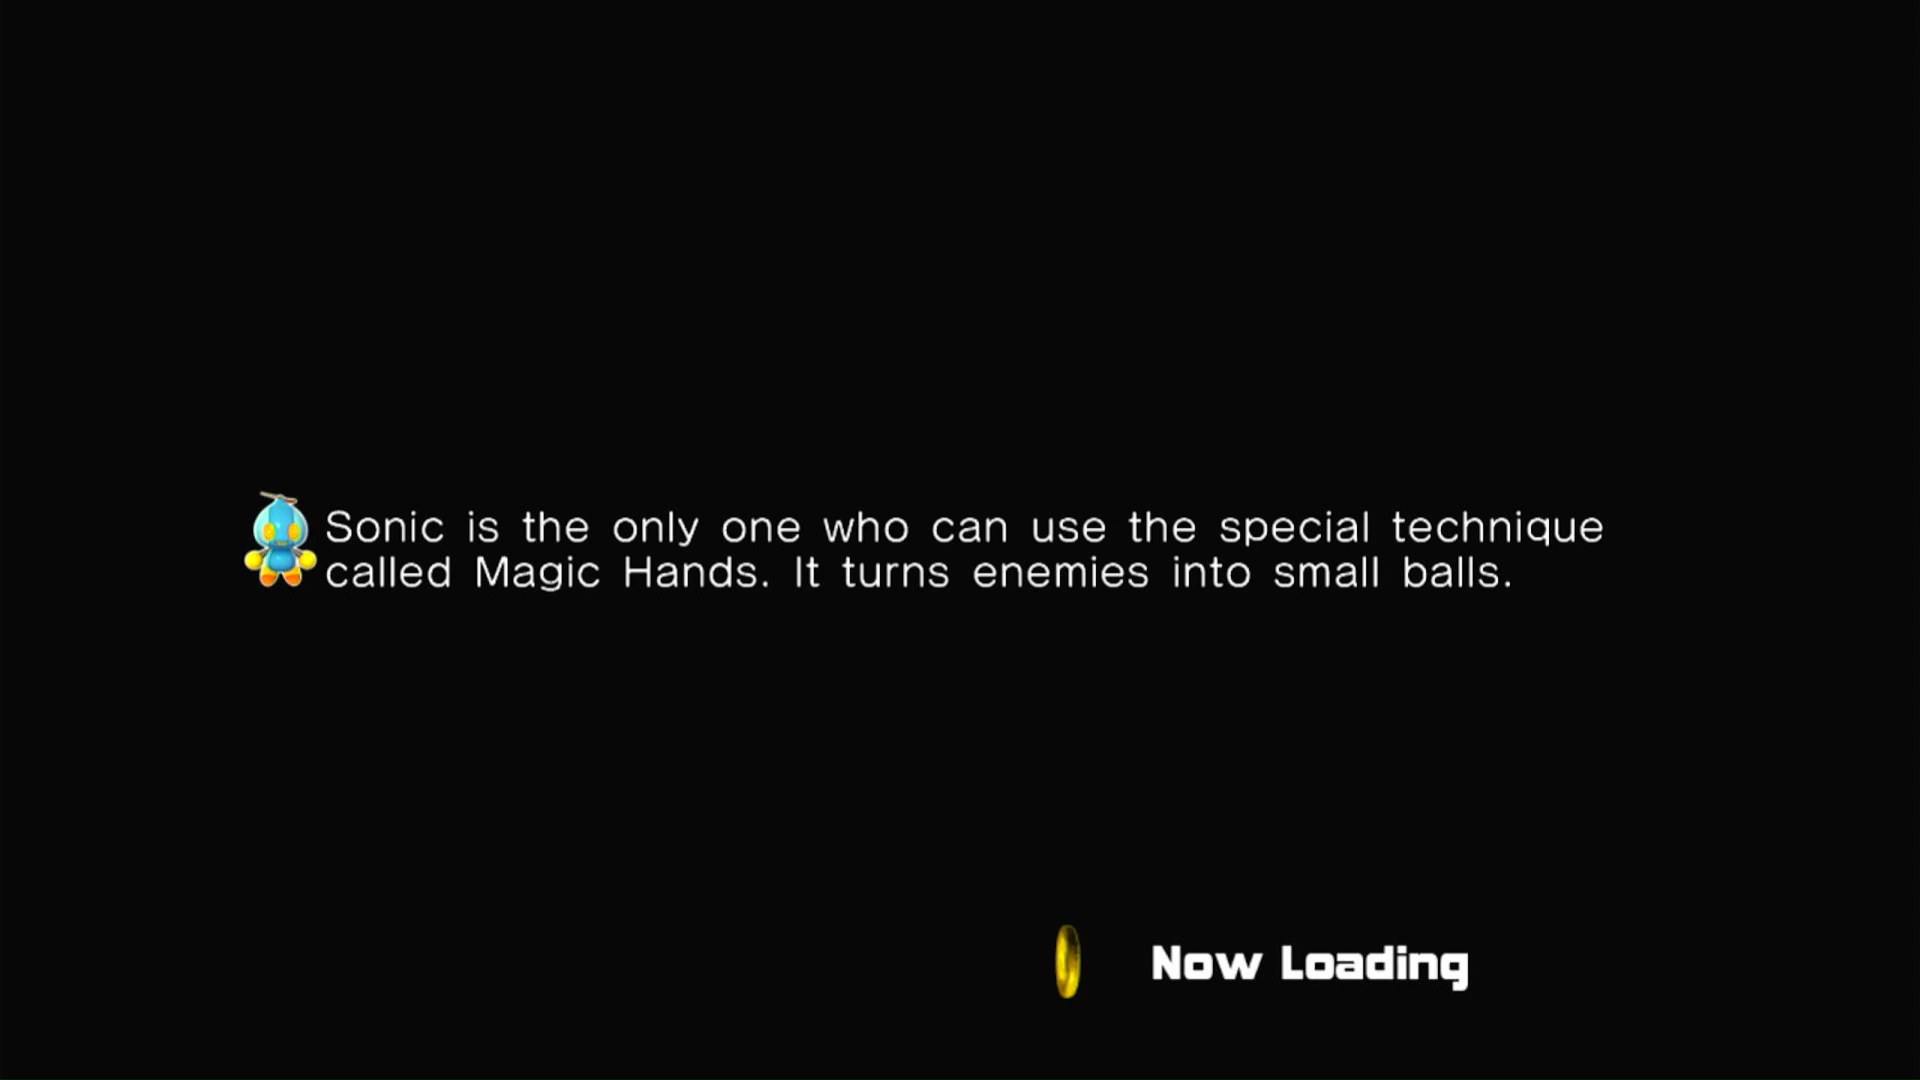 Sonic is the only one who can use the special technique
called Magic Hands. It turns enemies into small balls.
Now Loading